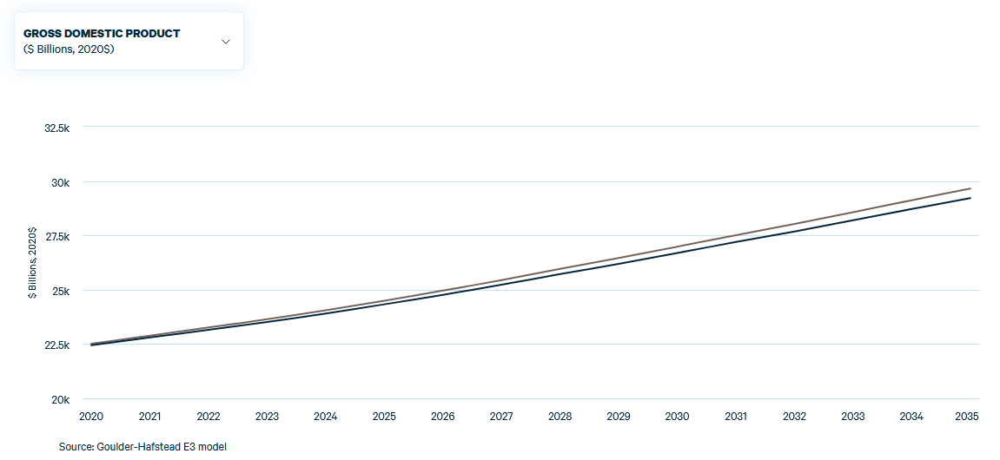 GROSS DOMESTIC PRODUCT
($ Billions, 2020$)
32.5k
30k
27.5k
25k
22.5k
20k
$ Billions, 2020$
2020 2021 2022 2023 2024 2025 2026 2027 2028 2029 2030 2031 2032 2033 2034 2035
Source: Goulder-Hafstead E3 model